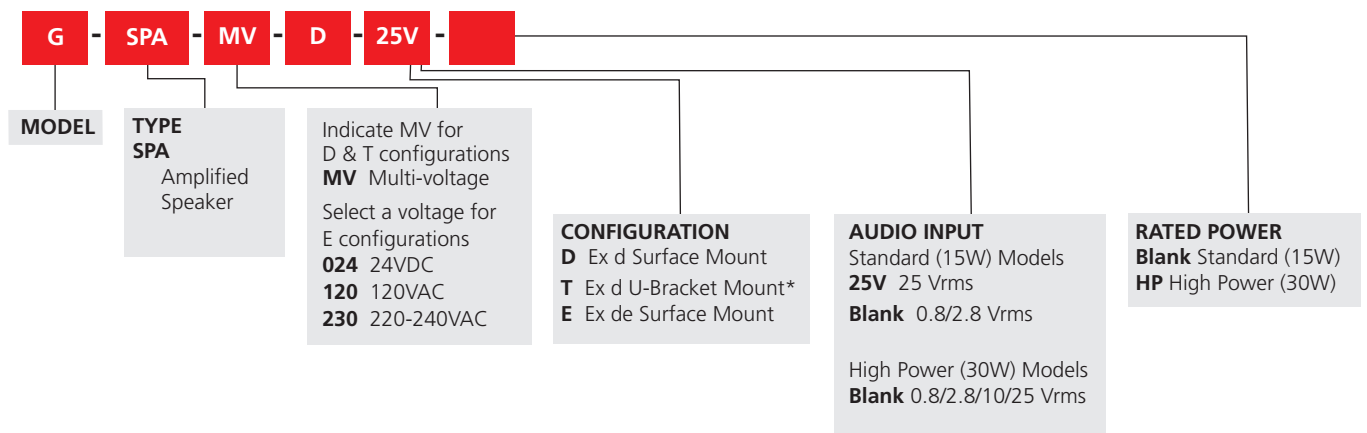 G - SPA - MV - D - 25V -
MODEL
TYPE
SPA
Amplified
Speaker
Indicate MV for
D & T configurations
MV Multi-voltage
Select a voltage for
E configurations
024 24VDC
120 120VAC
230 220-240VAC
CONFIGURATION
D Ex d Surface Mount
T Ex d U-Bracket Mount*
E Ex de Surface Mount
AUDIO INPUT
Standard (15W) Models
25V 25 Vrms
Blank 0.8/2.8 Vrms
High Power (30W) Models
Blank 0.8/2.8/10/25 Vrms
RATED POWER
Blank Standard (15W)
HP High Power (30W)